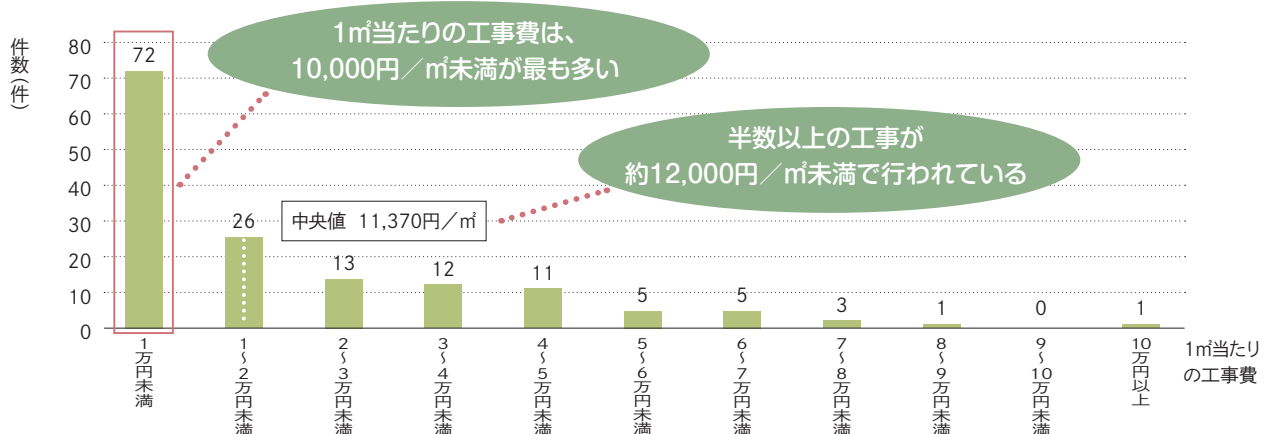 件数(件)
80
70
60
50
40
30
20
10
0
1㎡当たりの工事費は、
10,000円／㎡未満が最も多い
半数以上の工事が
約12,000円／㎡未満で行われている
中央値 11,370円／㎡
72
26
13
12
11
5
5
3
1
0
1
1万円未満
1〜2万円未満
2〜3万円未満
3〜4万円未満
4〜5万円未満
5〜6万円未満
6〜7万円未満
7〜8万円未満
8〜9万円未満
9〜10万円未満
10万円以上
1㎡当たり
の工事費